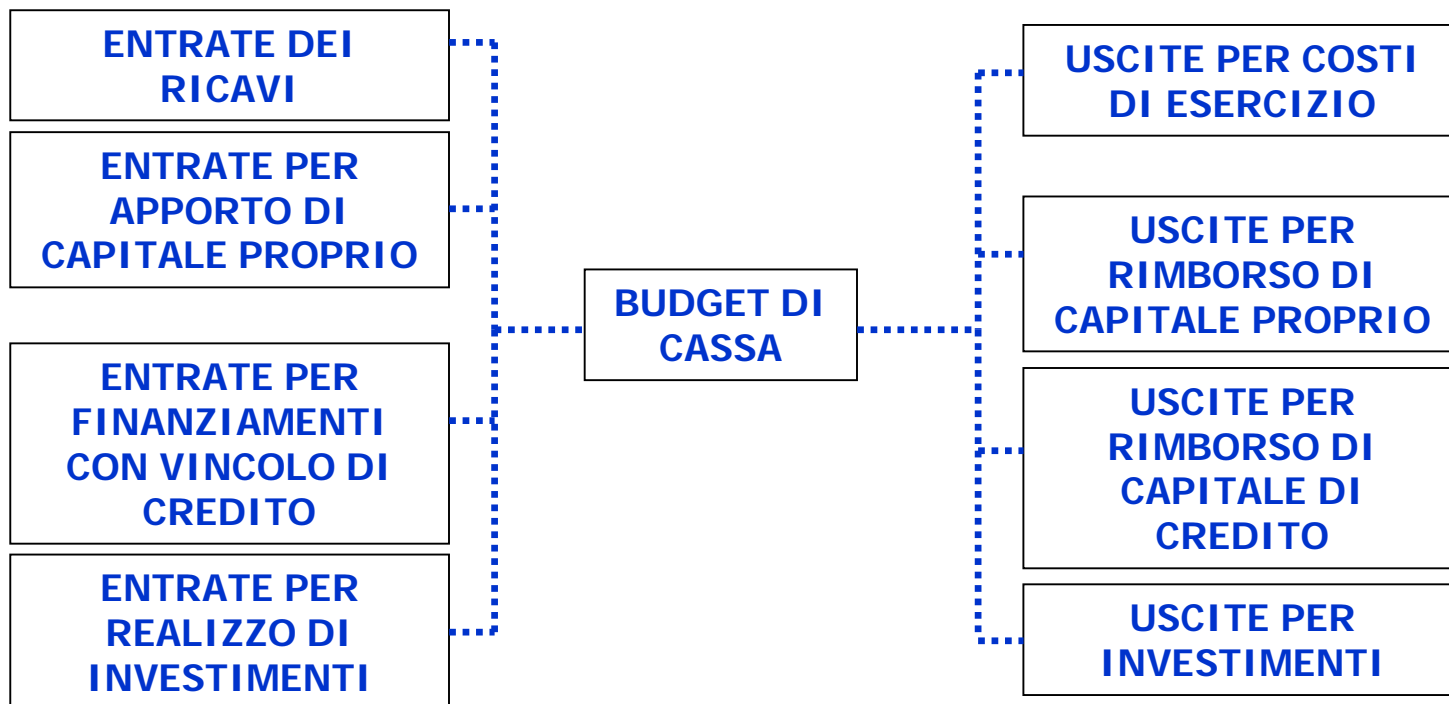 ENTRATE DEI
RICAVI
ENTRATE PER
APPORTO DI
CAPITALE PROPRIO
ENTRATE PER
FINANZIAMENTI
CON VINCOLO DI
CREDITO
ENTRATE PER
REALIZZO DI
INVESTIMENTI
BUDGET DI
CASSA
USCITE PER COSTI
DI ESERCIZIO
USCITE PER
RIMBORSO DI
CAPITALE PROPRIO
USCITE PER
RIMBORSO DI
CAPITALE DI
CREDITO
USCITE PER
INVESTIMENTI